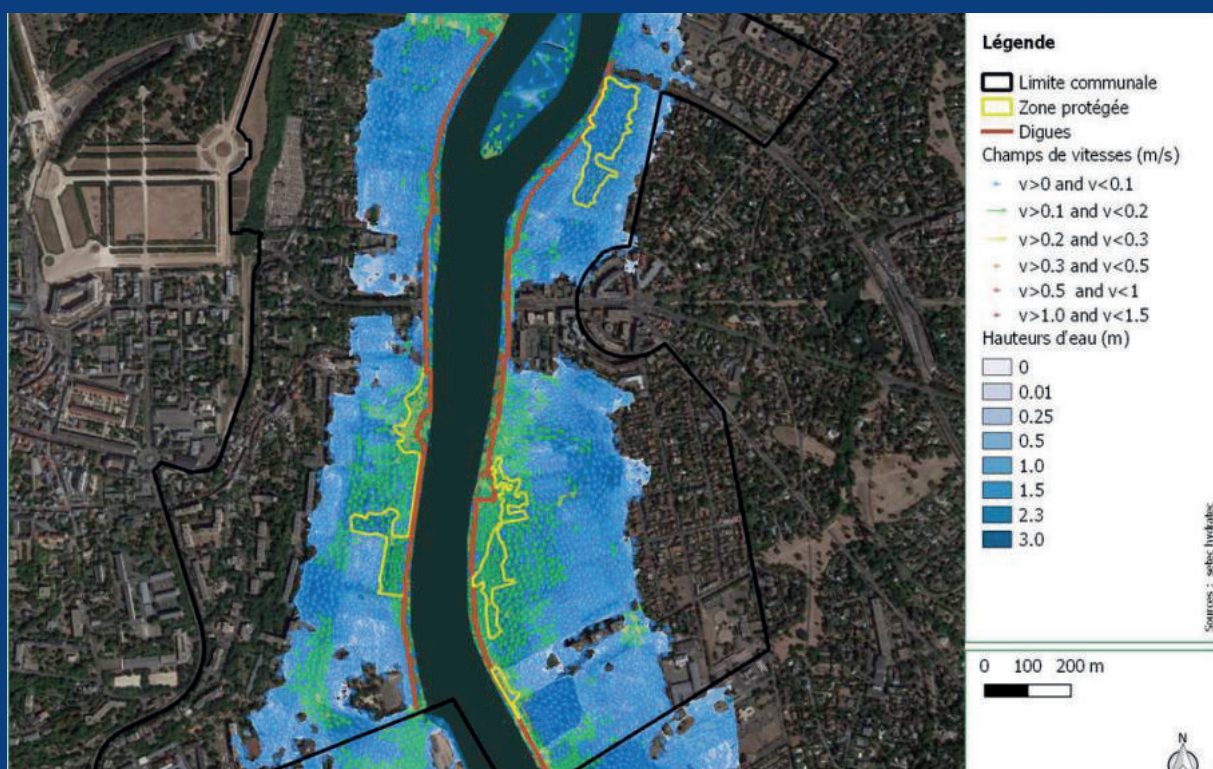 Légende
Limite communale
Zone protégée
Digues
Champs de vitesses (m/s)
v>0 and v<0.1
v>0.1 and v<0.2
v>0.2 and v<0.3
v>0.3 and v<0.5
v>0.5 and v<1
v>1.0 and v<1.5
Hauteurs d'eau (m)
0
0.01
0.25
0.5
1.0
1.5
2.3
3.0
Sources : setec hydratec
0 100 200 m
N